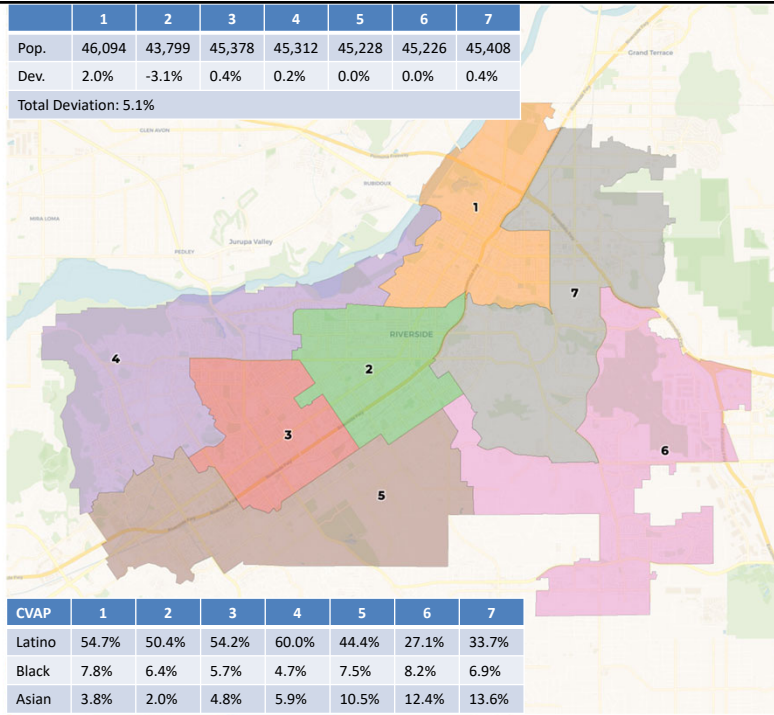 1 2 3 4 5 6 7
Pop. 46,094 43,799 45,378 45,312 45,228 45,226 45,408
Dev. 2.0% -3.1% 0.4% 0.2% 0.0% 0.0% 0.4%
Total Deviation: 5.1%
Grand Terrace
GLEN AVON
RUBIDOUX
1
MIRA LOMA
Jurupa Valley
PEDLEY
7
RIVERSIDE
4
2
3
6
5
CVAP 1 2 3 4 5 6 7
Latino 54.7% 50.4% 54.2% 60.0% 44.4% 27.1% 33.7%
Black 7.8% 6.4% 5.7% 4.7% 7.5% 8.2% 6.9%
Asian 3.8% 2.0% 4.8% 5.9% 10.5% 12.4% 13.6%